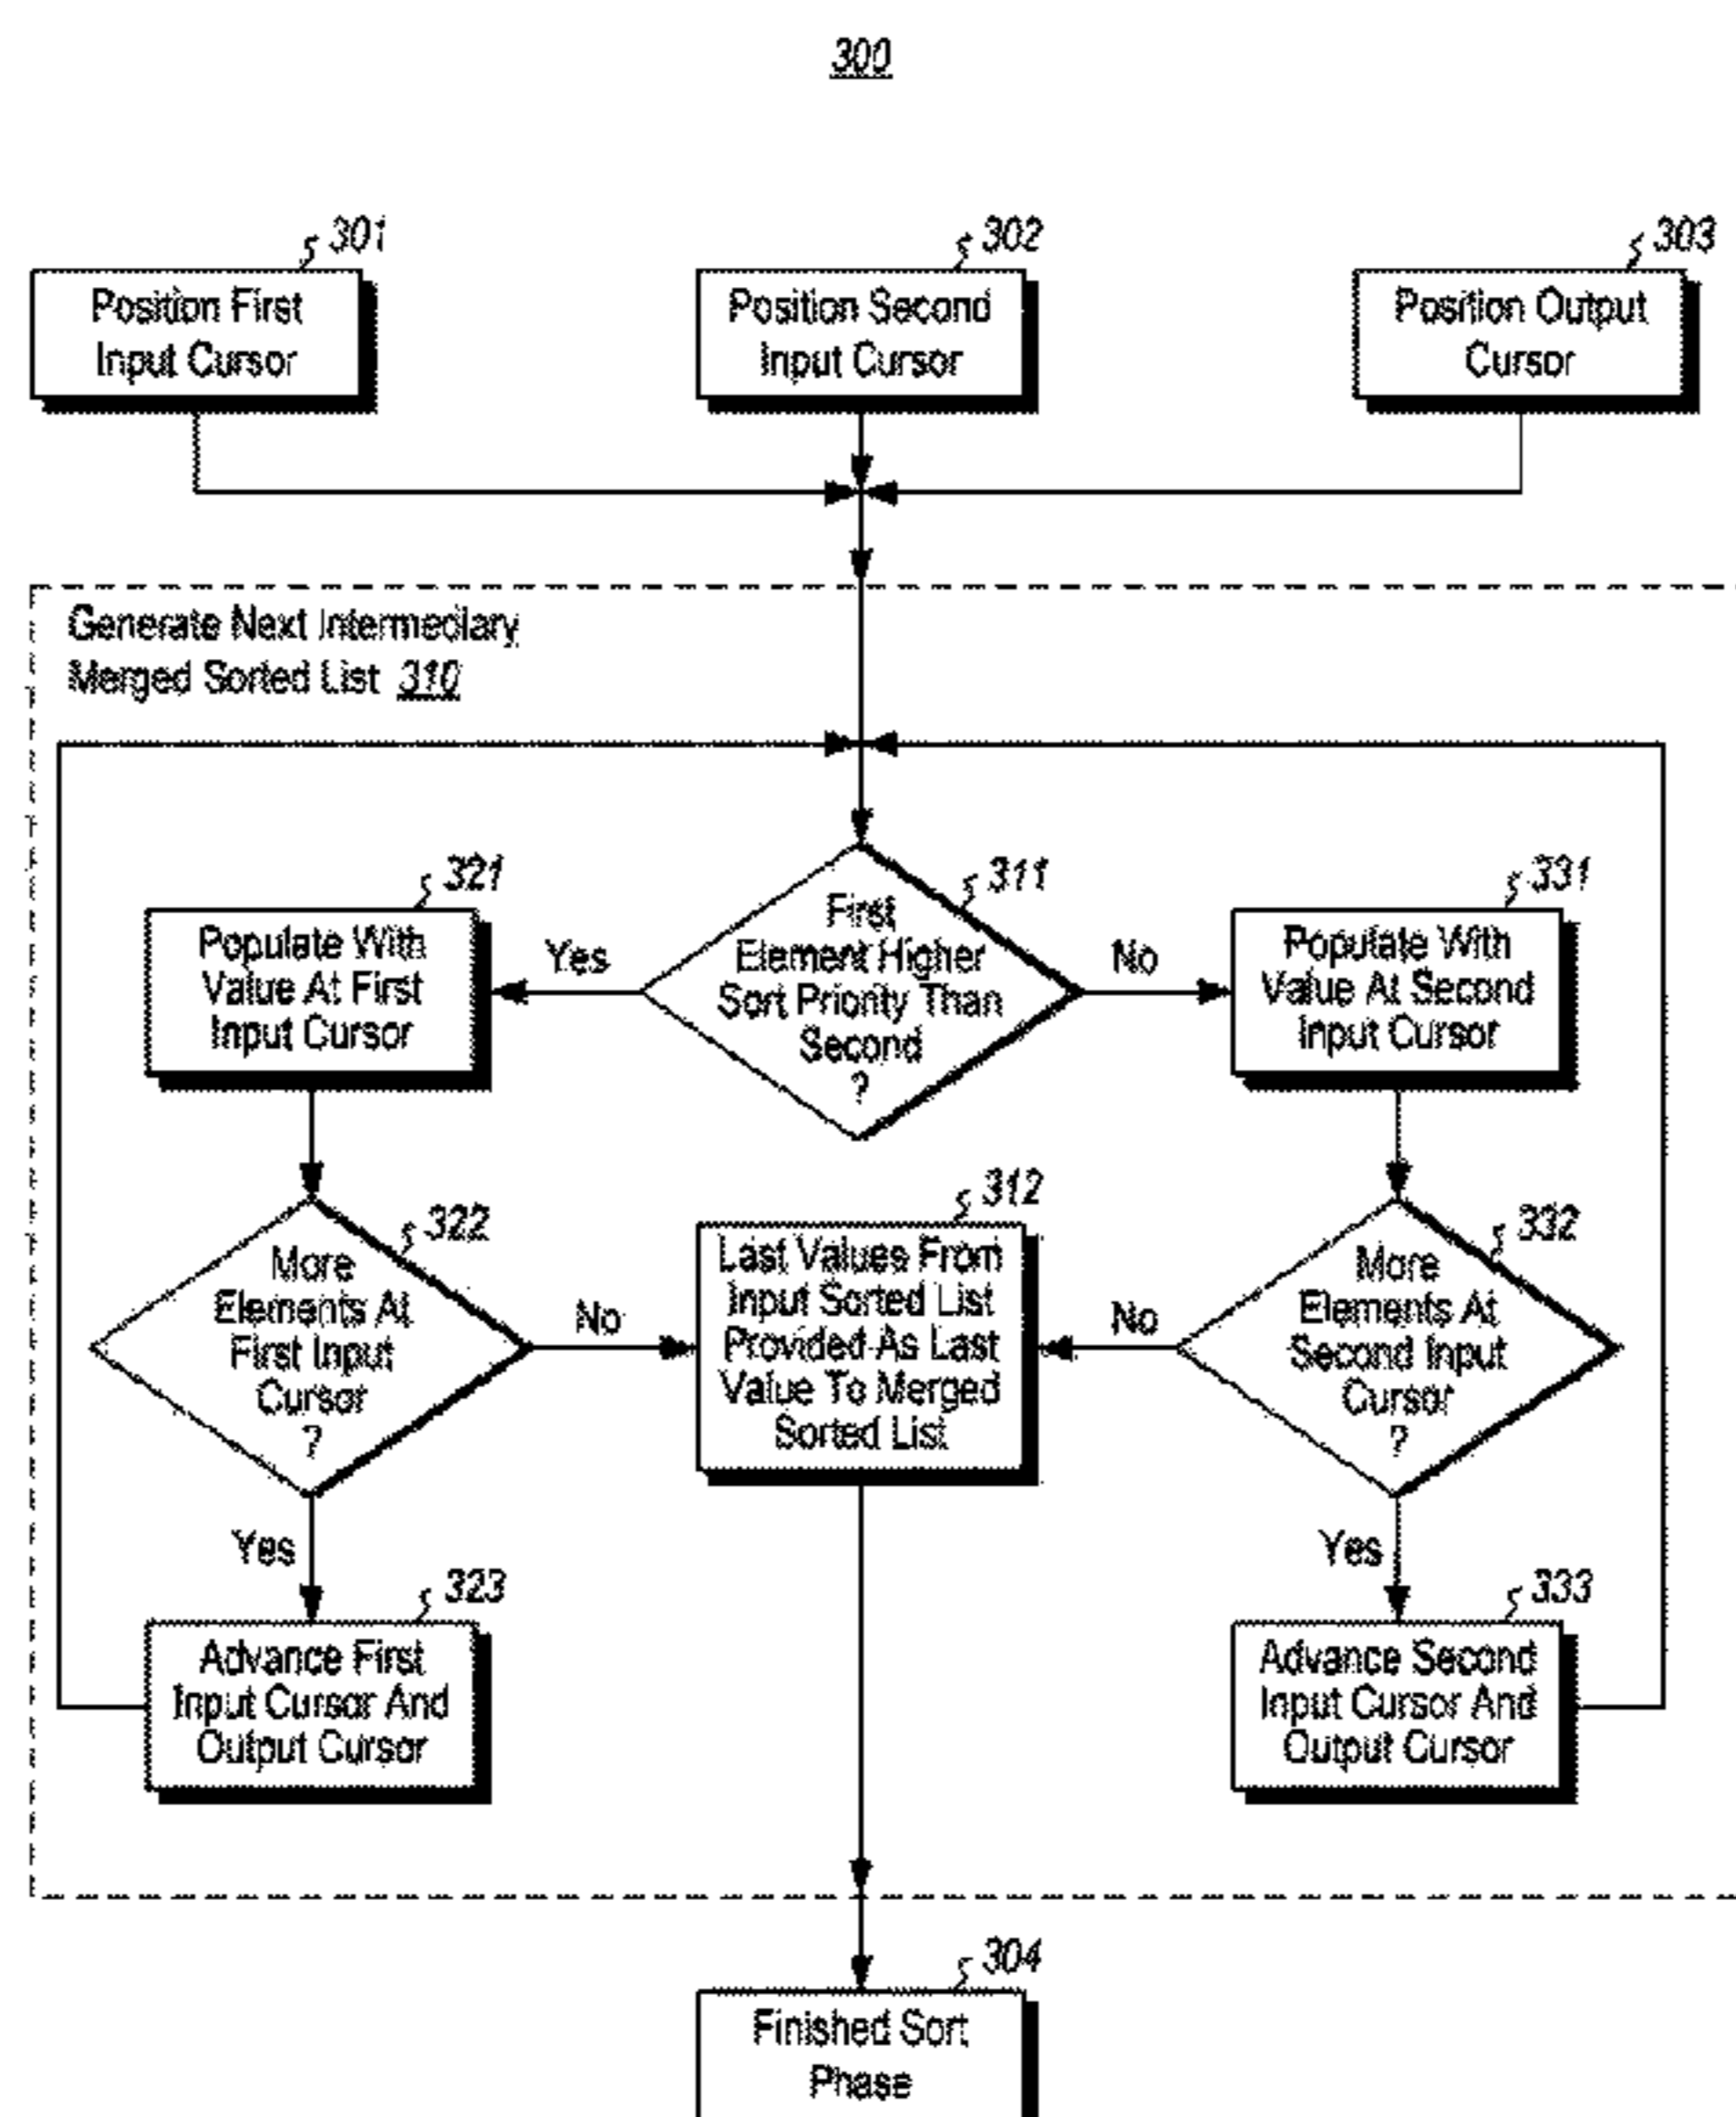 300
301
Position First
Input Cursor
302
Position Second
Input Cursor
303
Position Output
Cursor
Generate Next Intermediary
Merged Sorted List 310
311
First
Element Higher
Sort Priority Than
Second
?
Yes
No
321
Populate With
Value At First
Input Cursor
331
Populate With
Value At Second
Input Cursor
322
More
Elements At
First Input
Cursor
?
No
312
Last Values From
Input Sorted List
Provided As Last
Value To Merged
Sorted List
No
332
More
Elements At
Second Input
Cursor
?
Yes
323
Advance First
Input Cursor And
Output Cursor
Yes
333
Advance Second
Input Cursor And
Output Cursor
304
Finished Sort
Phase